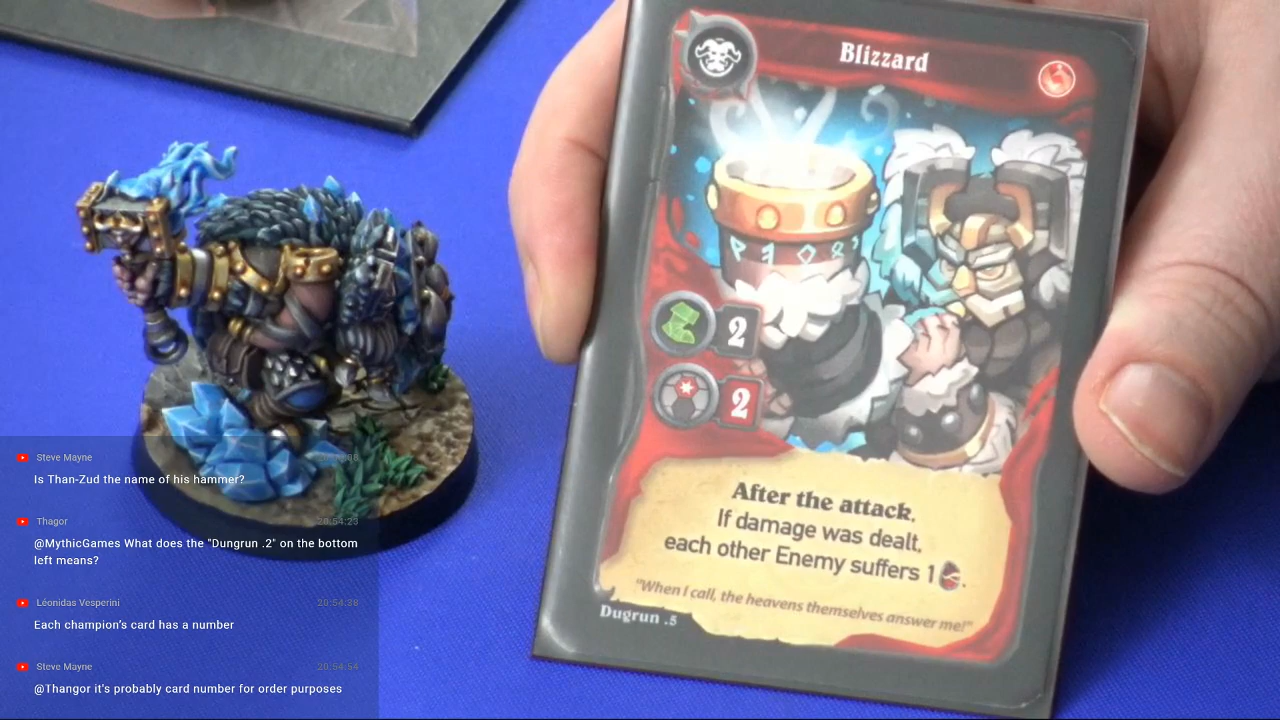 Blizzard
2
2
After the attack,
If damage was dealt,
each other Enemy suffers 1
"When I call, the heavens themselves answer me!"
Dugrun .5
Steve Mayne
Is Than-Zud the name of his hammer?
Thagor 20:54:23
@MythicGames What does the "Dungrun .2" on the bottom
left means?
Léonidas Vesperini 20:54:38
Each champion's card has a number
Steve Mayne 20:54:54
@Thangor it's probably card number for order purposes